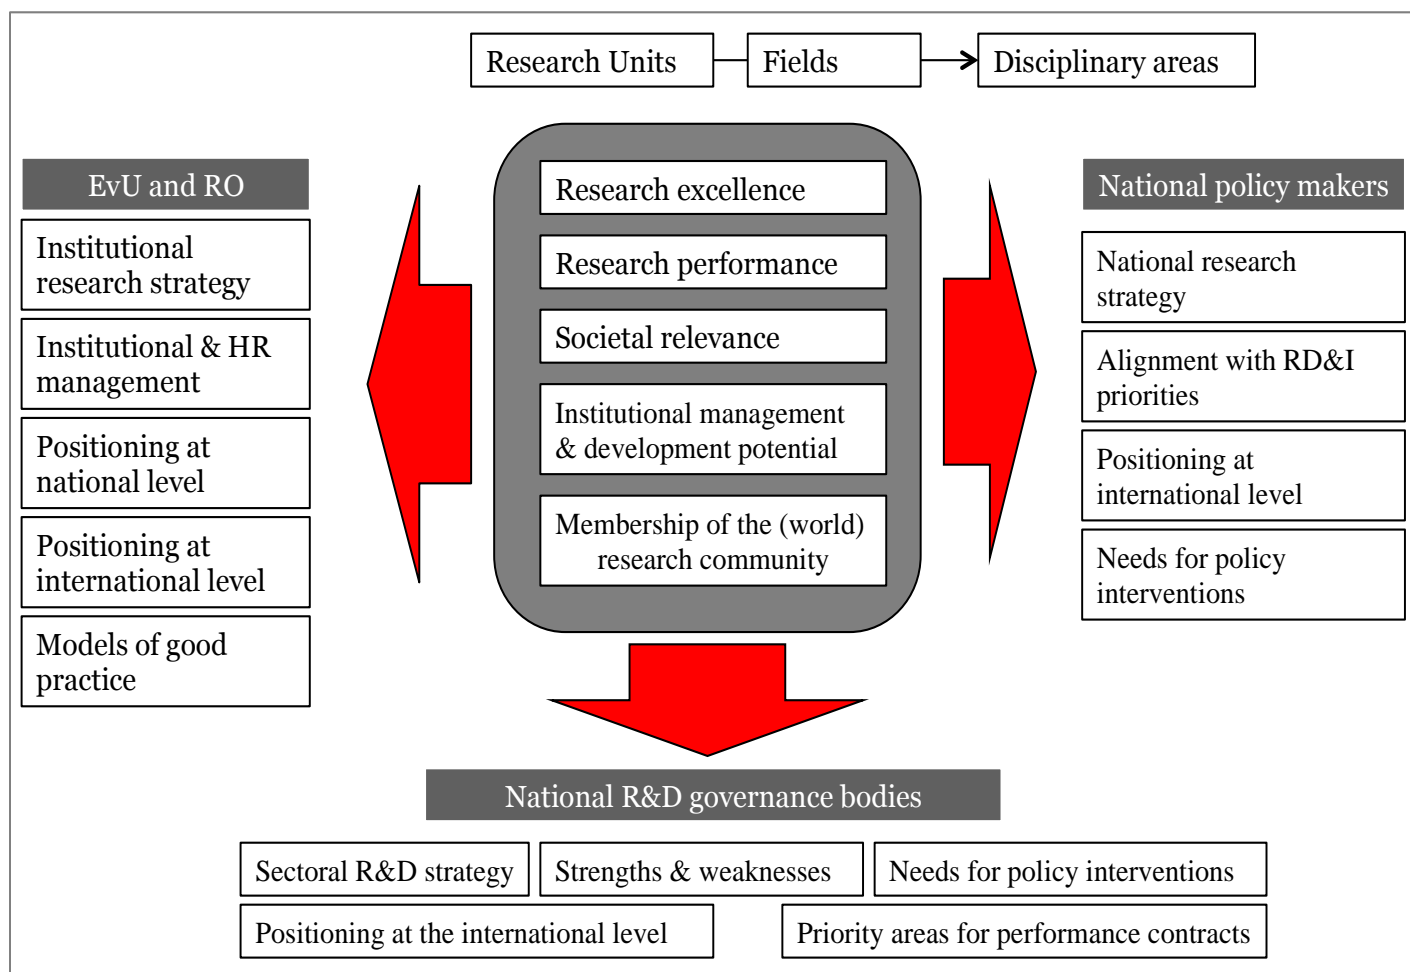 Research Units
Fields
Disciplinary areas
EvU and RO
Institutional
research strategy
Institutional & HR
management
Positioning at
national level
Positioning at
international level
Models of good
practice
Research excellence
Research performance
Societal relevance
Institutional management
& development potential
Membership of the (world)
research community
National policy makers
National research
strategy
Alignment with RD&I
priorities
Positioning at
international level
Needs for policy
interventions
National R&D governance bodies
Sectoral R&D strategy
Strengths & weaknesses
Needs for policy interventions
Positioning at the international level
Priority areas for performance contracts